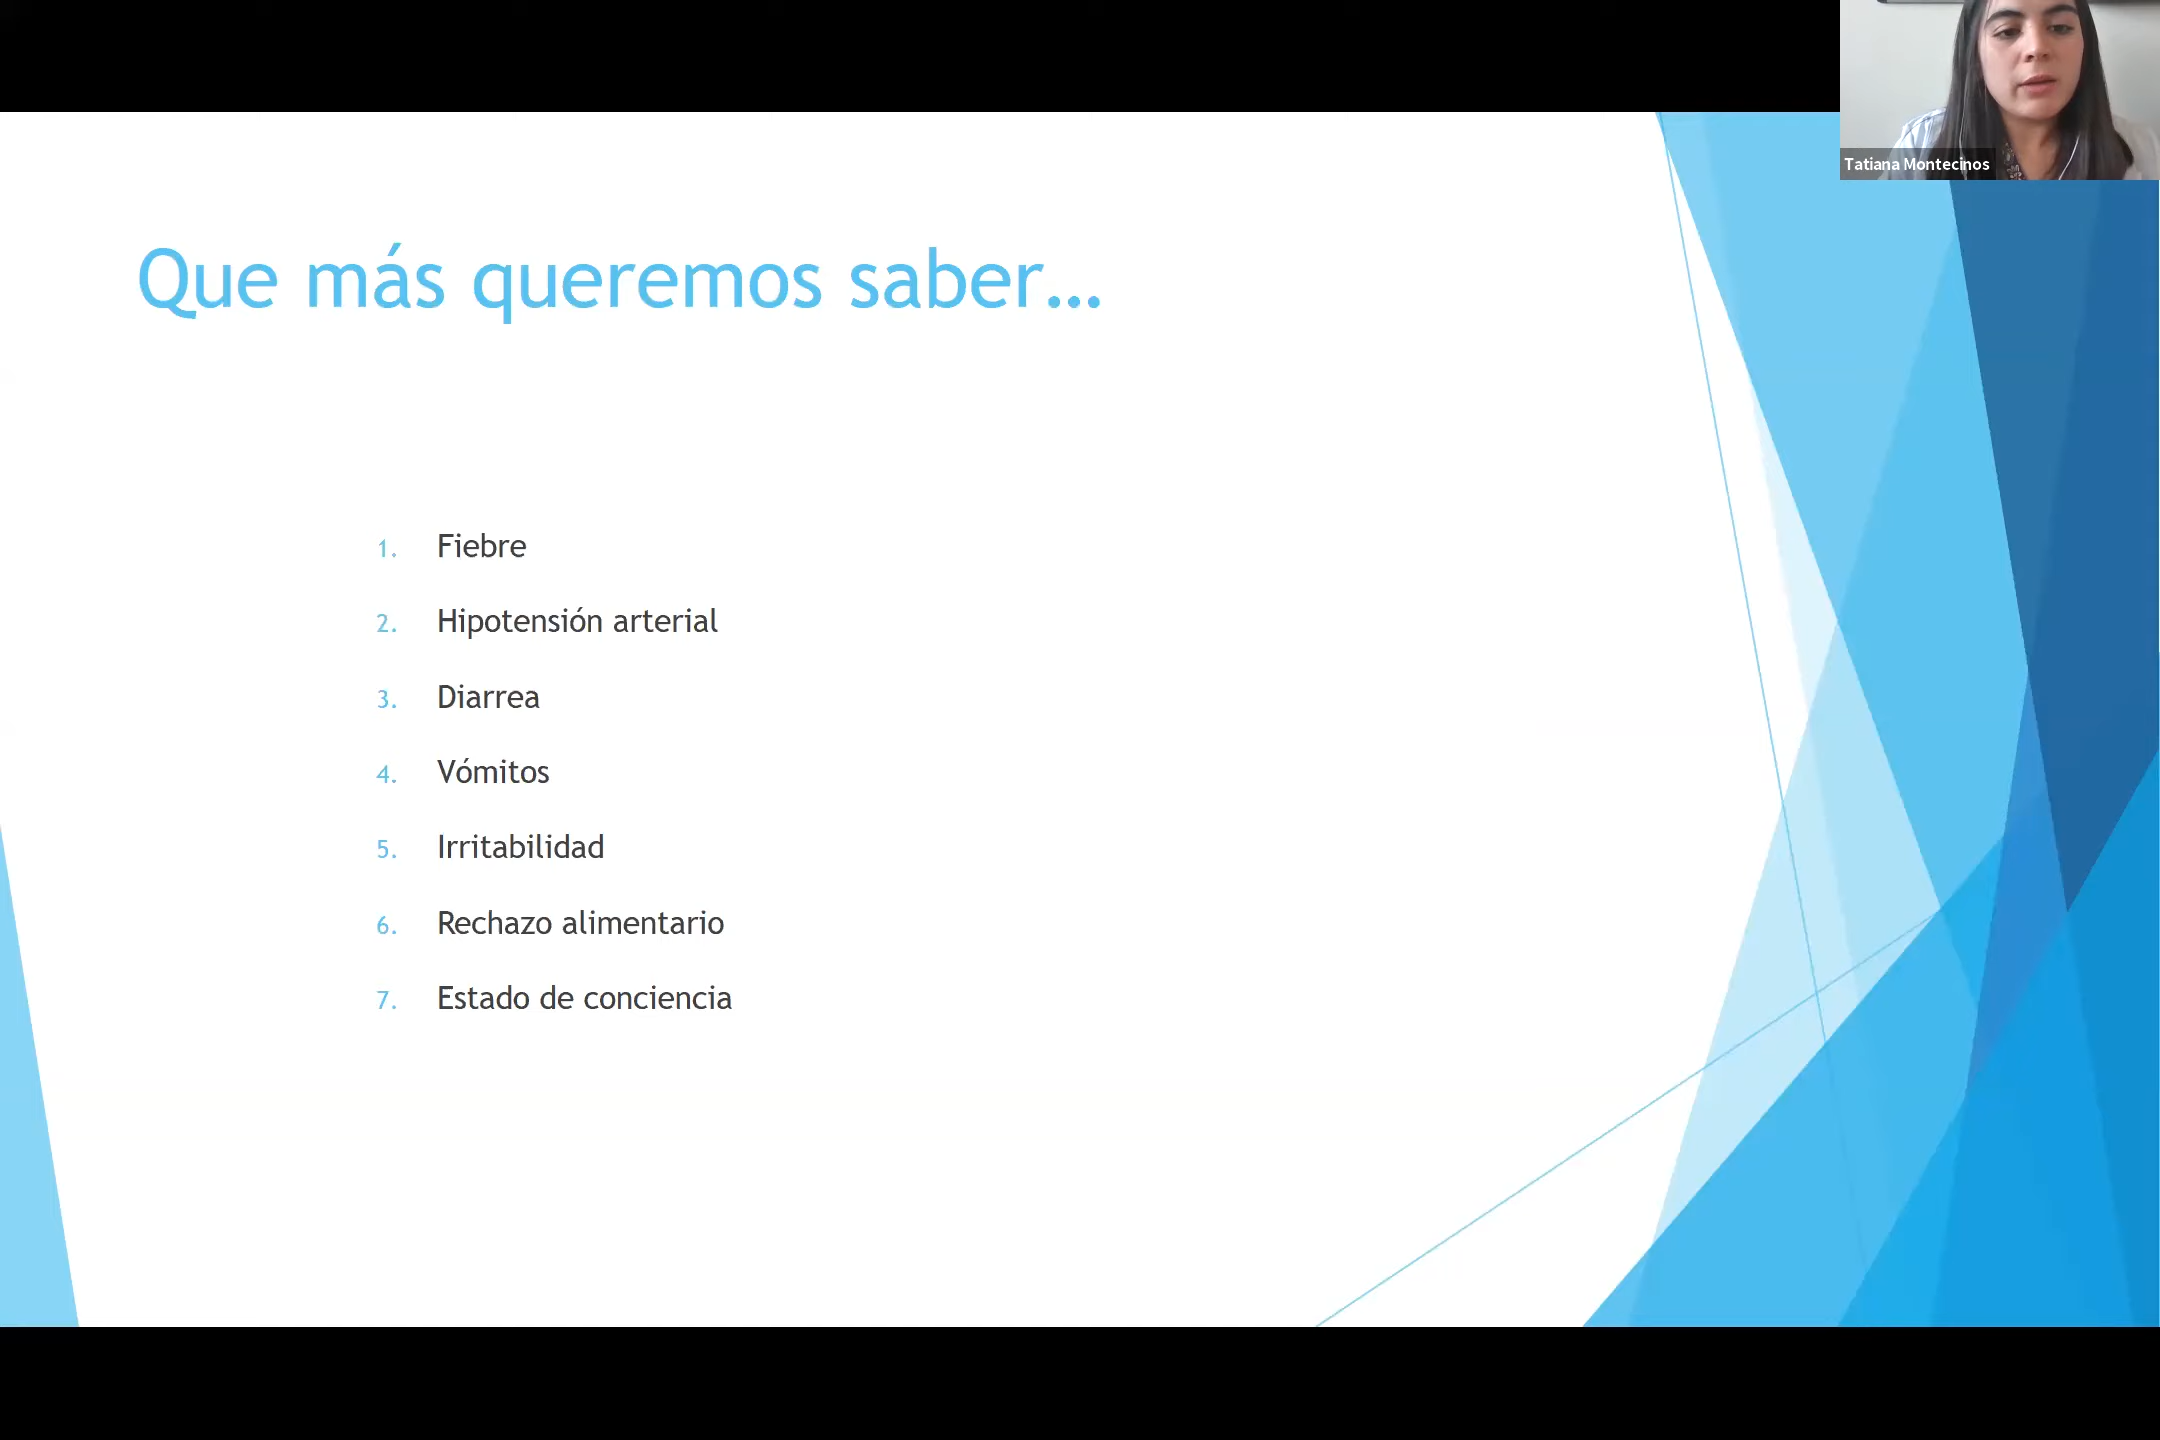 Tatiana Montecinos
Que más queremos saber...
1. Fiebre
2. Hipotensión arterial
3. Diarrea
4. Vómitos
5. Irritabilidad
6. Rechazo alimentario
7. Estado de conciencia